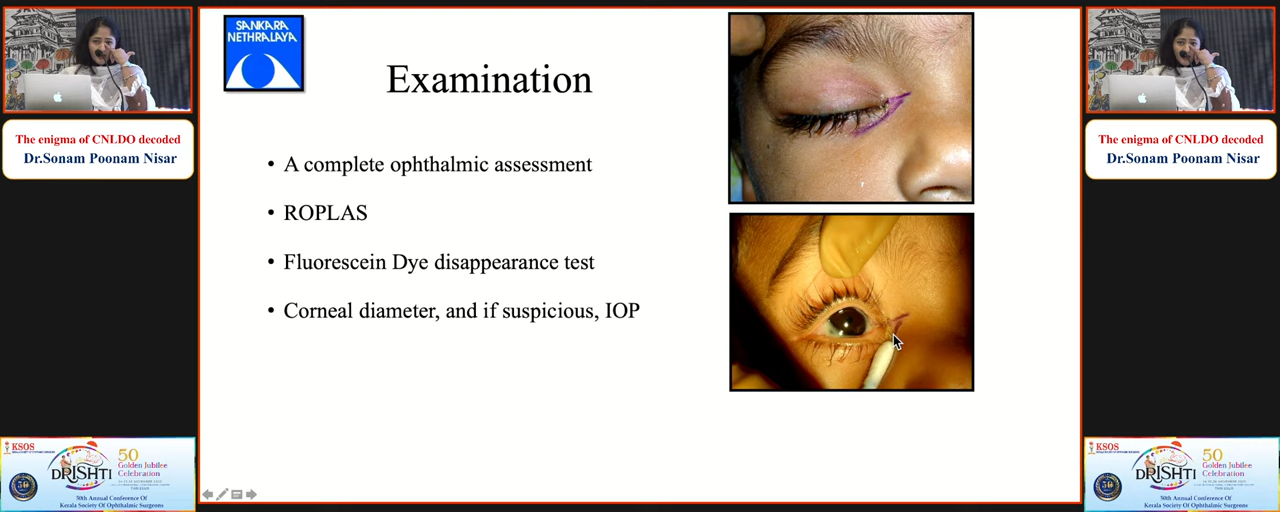 The enigma of CNLDO decoded
Dr.Sonam Poonam Nisar
KSOS
DRISHTI
50
Golden Jubilee
Celebration
50th Annual Conference Of
Kerala Society Of Ophthalmic Surgeons
SANKARA
NETHRALAYA
Examination
• A complete ophthalmic assessment
• ROPLAS
• Fluorescein Dye disappearance test
• Corneal diameter, and if suspicious, IOP
The enigma of CNLDO decoded
Dr.Sonam Poonam Nisar
KSOS
DRISHTI
50
Golden Jubilee
Celebration
50th Annual Conference Of
Kerala Society Of Ophthalmic Surgeons